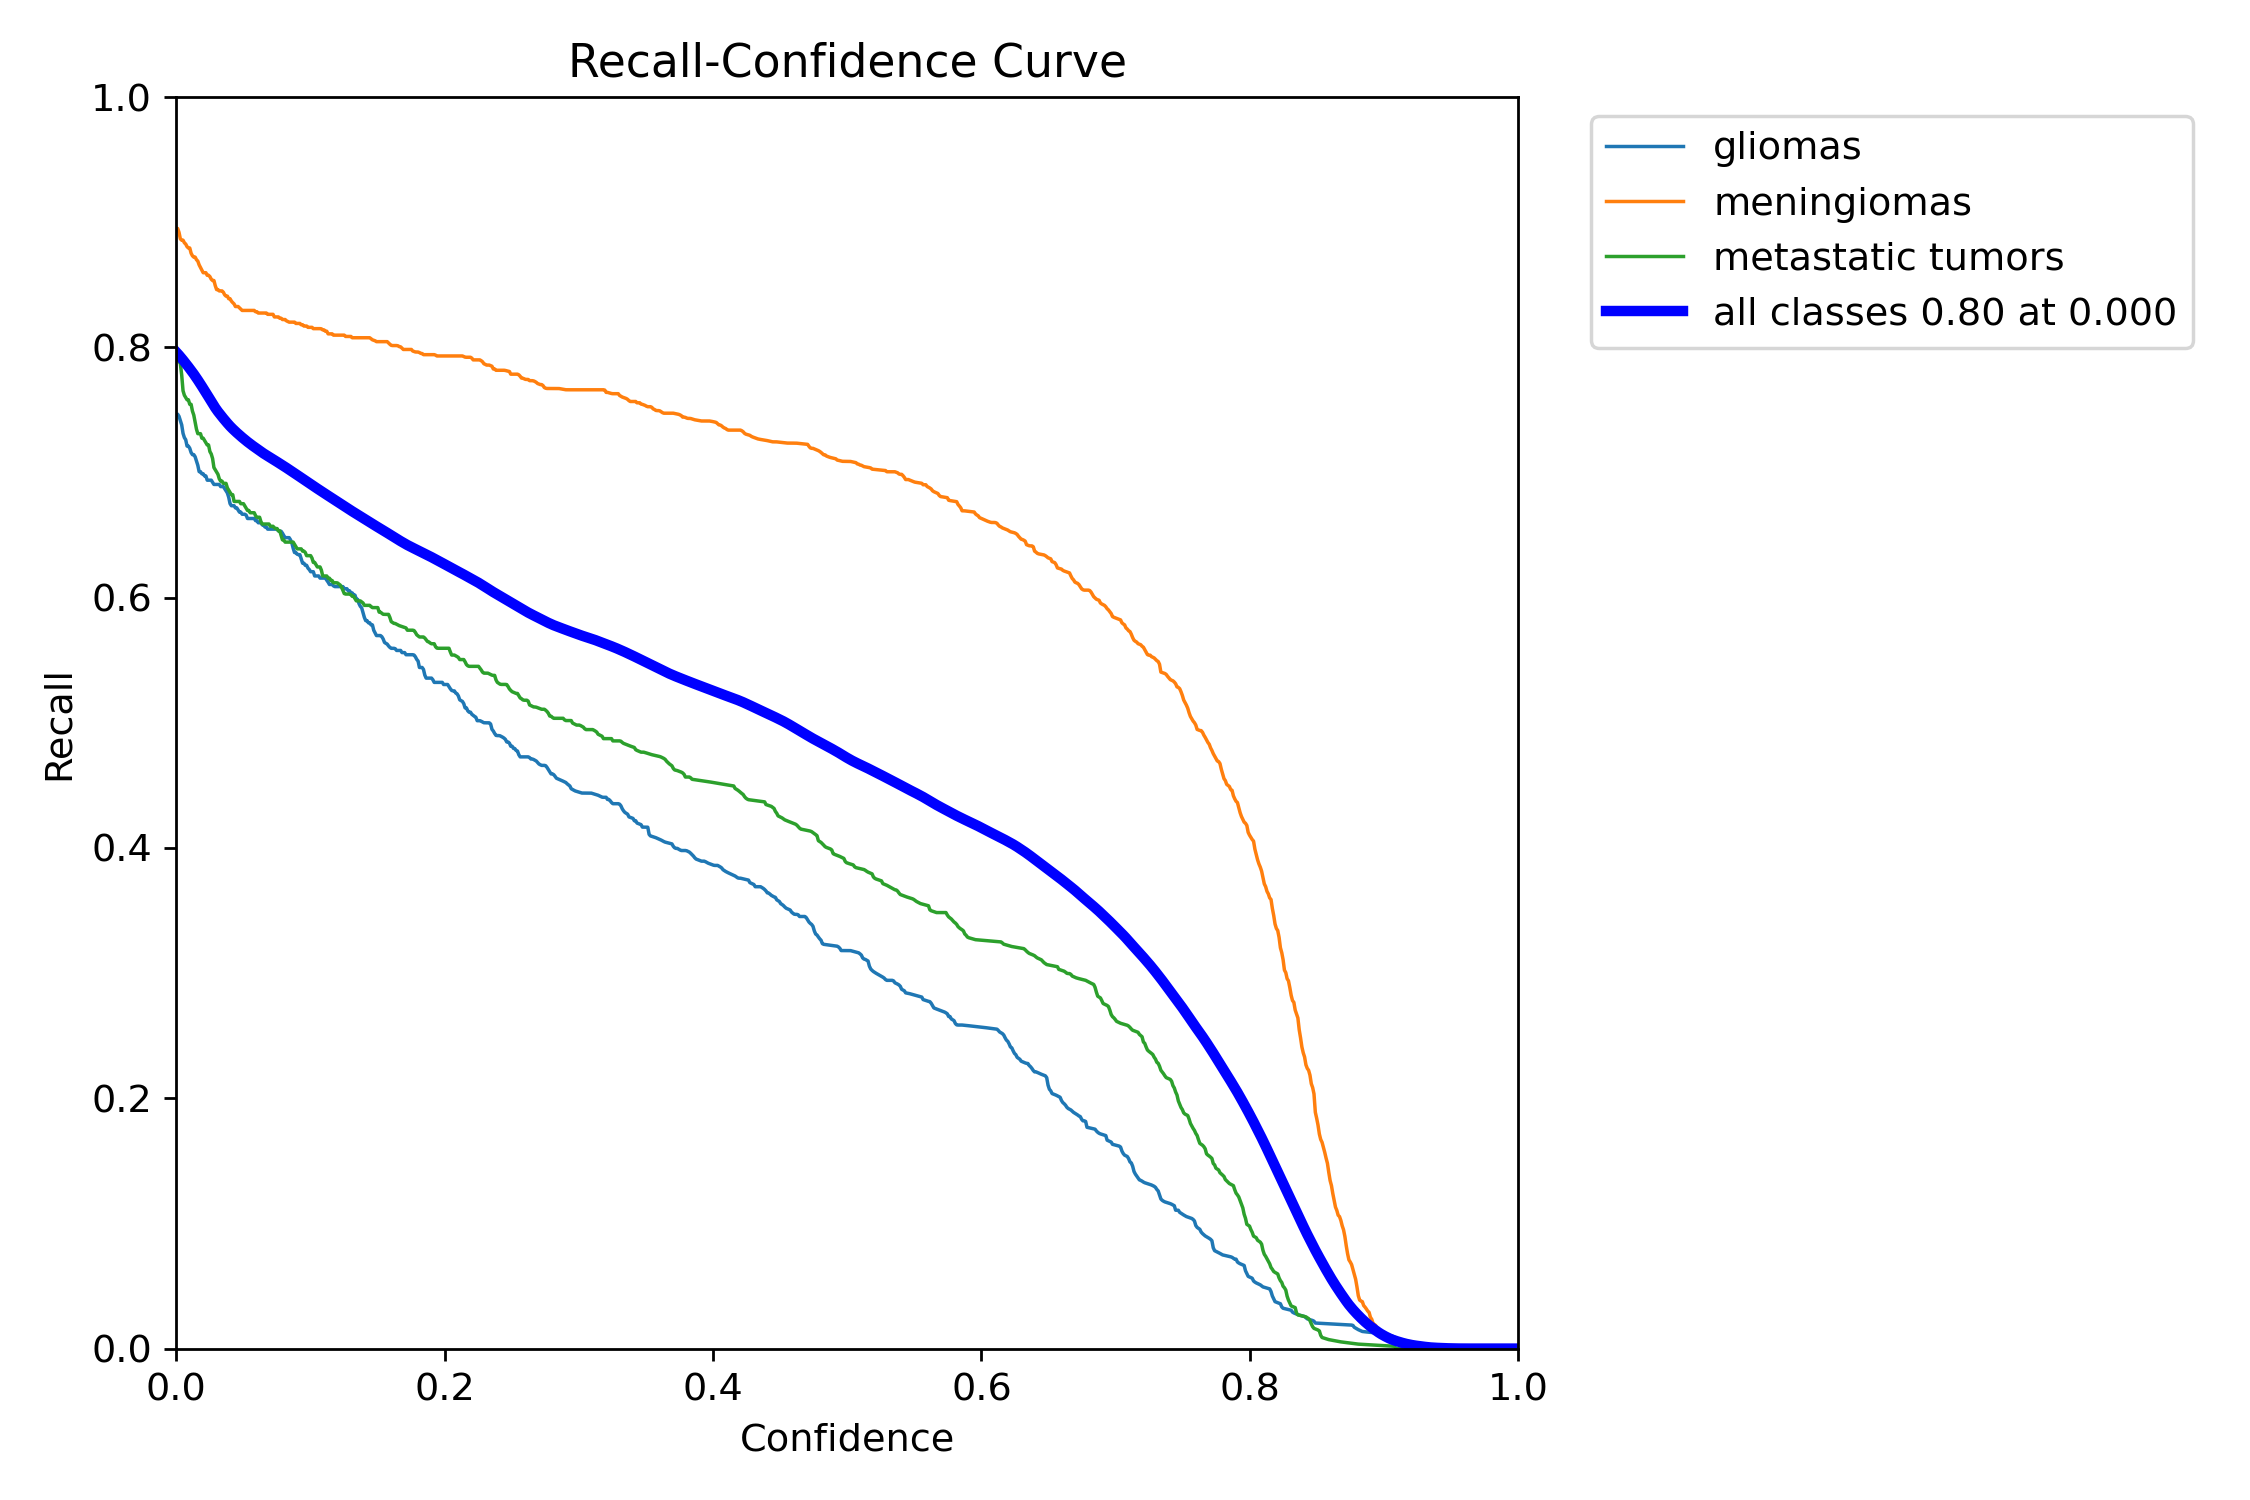 Recall-Confidence Curve
1.0
0.8
0.6
0.4
0.2
0.0
Recall
0.0 0.2 0.4 0.6 0.8 1.0
Confidence
gliomas
meningiomas
metastatic tumors
all classes 0.80 at 0.000